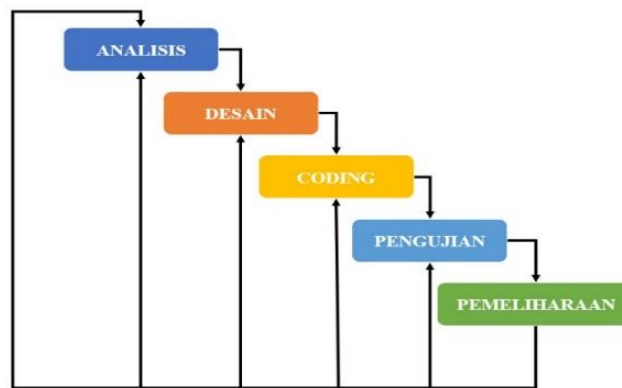 ANALISIS
DESAIN
CODING
PENGUJIAN
PEMELIHARAAN